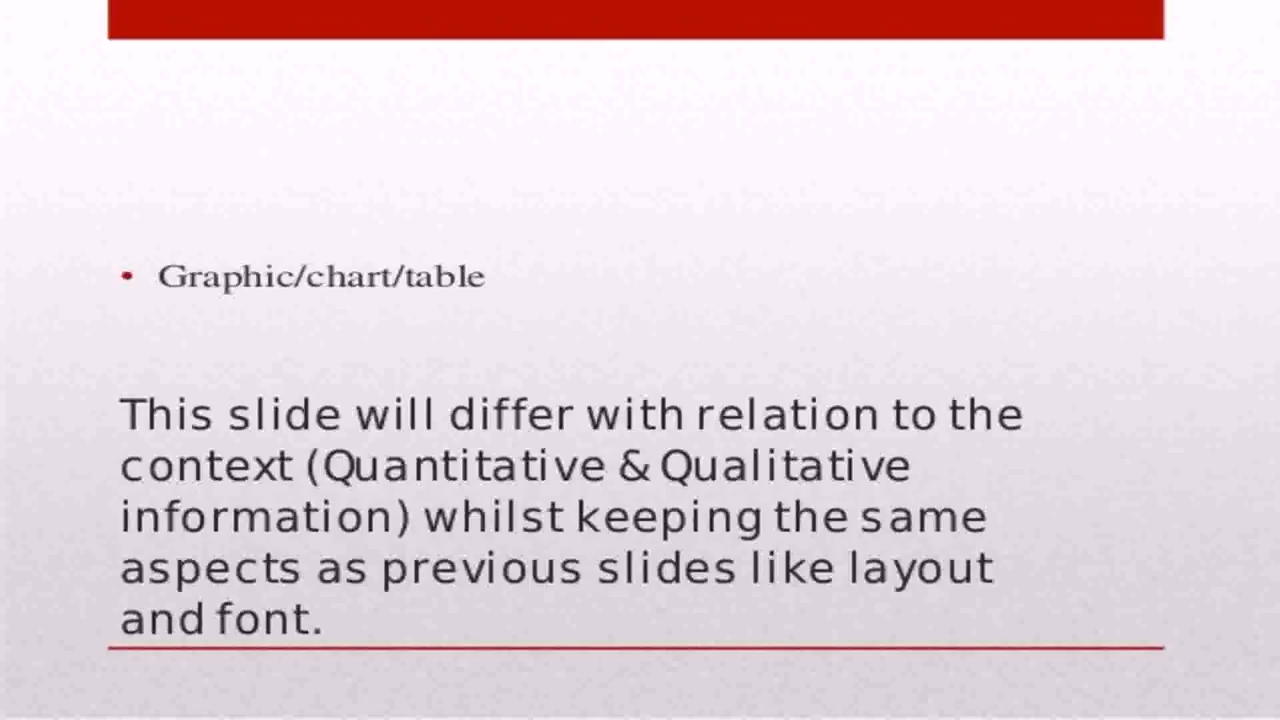 • Graphic/chart/table
This slide will differ with relation to the
context (Quantitative & Qualitative
information) whilst keeping the same
aspects as previous slides like layout
and font.